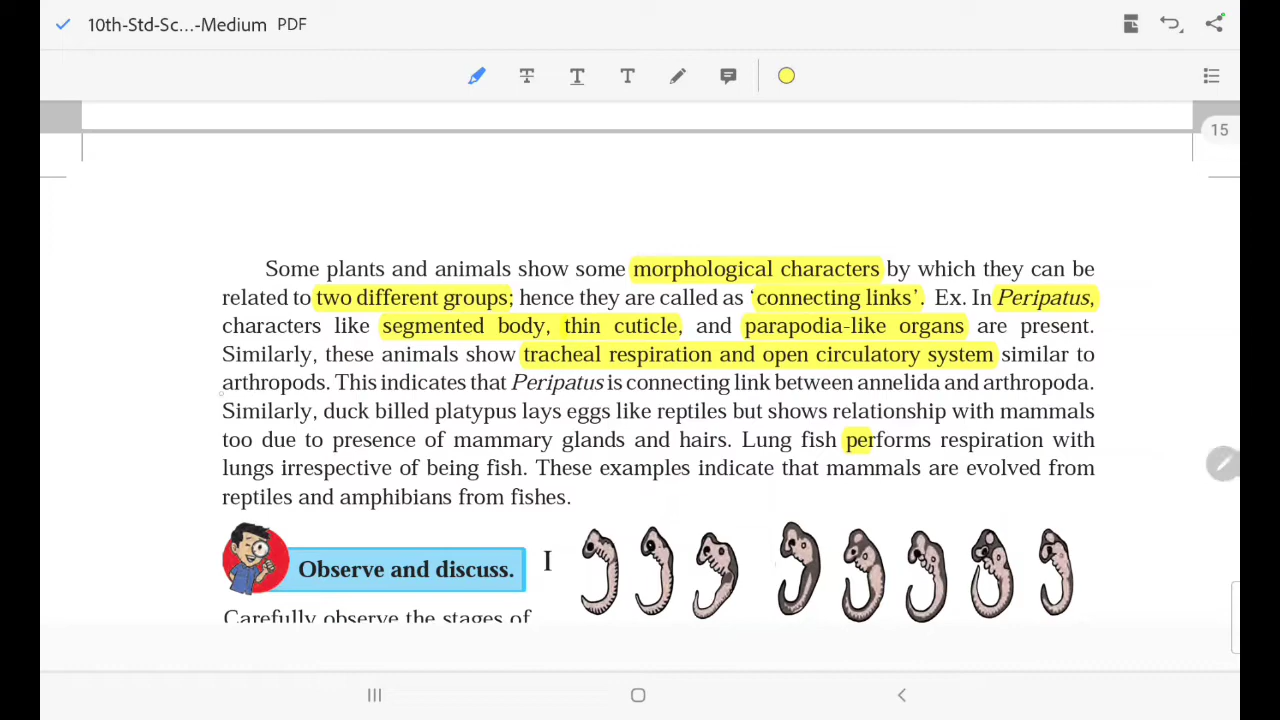 10th-Std-Sc...-Medium PDF
15
Some plants and animals show some morphological characters by which they can be
related to two different groups; hence they are called as ‘connecting links’. Ex. In Peripatus,
characters like segmented body, thin cuticle, and parapodia-like organs are present.
Similarly, these animals show tracheal respiration and open circulatory system similar to
arthropods. This indicates that Peripatus is connecting link between annelida and arthropoda.
Similarly, duck billed platypus lays eggs like reptiles but shows relationship with mammals
too due to presence of mammary glands and hairs. Lung fish performs respiration with
lungs irrespective of being fish. These examples indicate that mammals are evolved from
reptiles and amphibians from fishes.
Observe and discuss.
I
Carefully observe the stages of